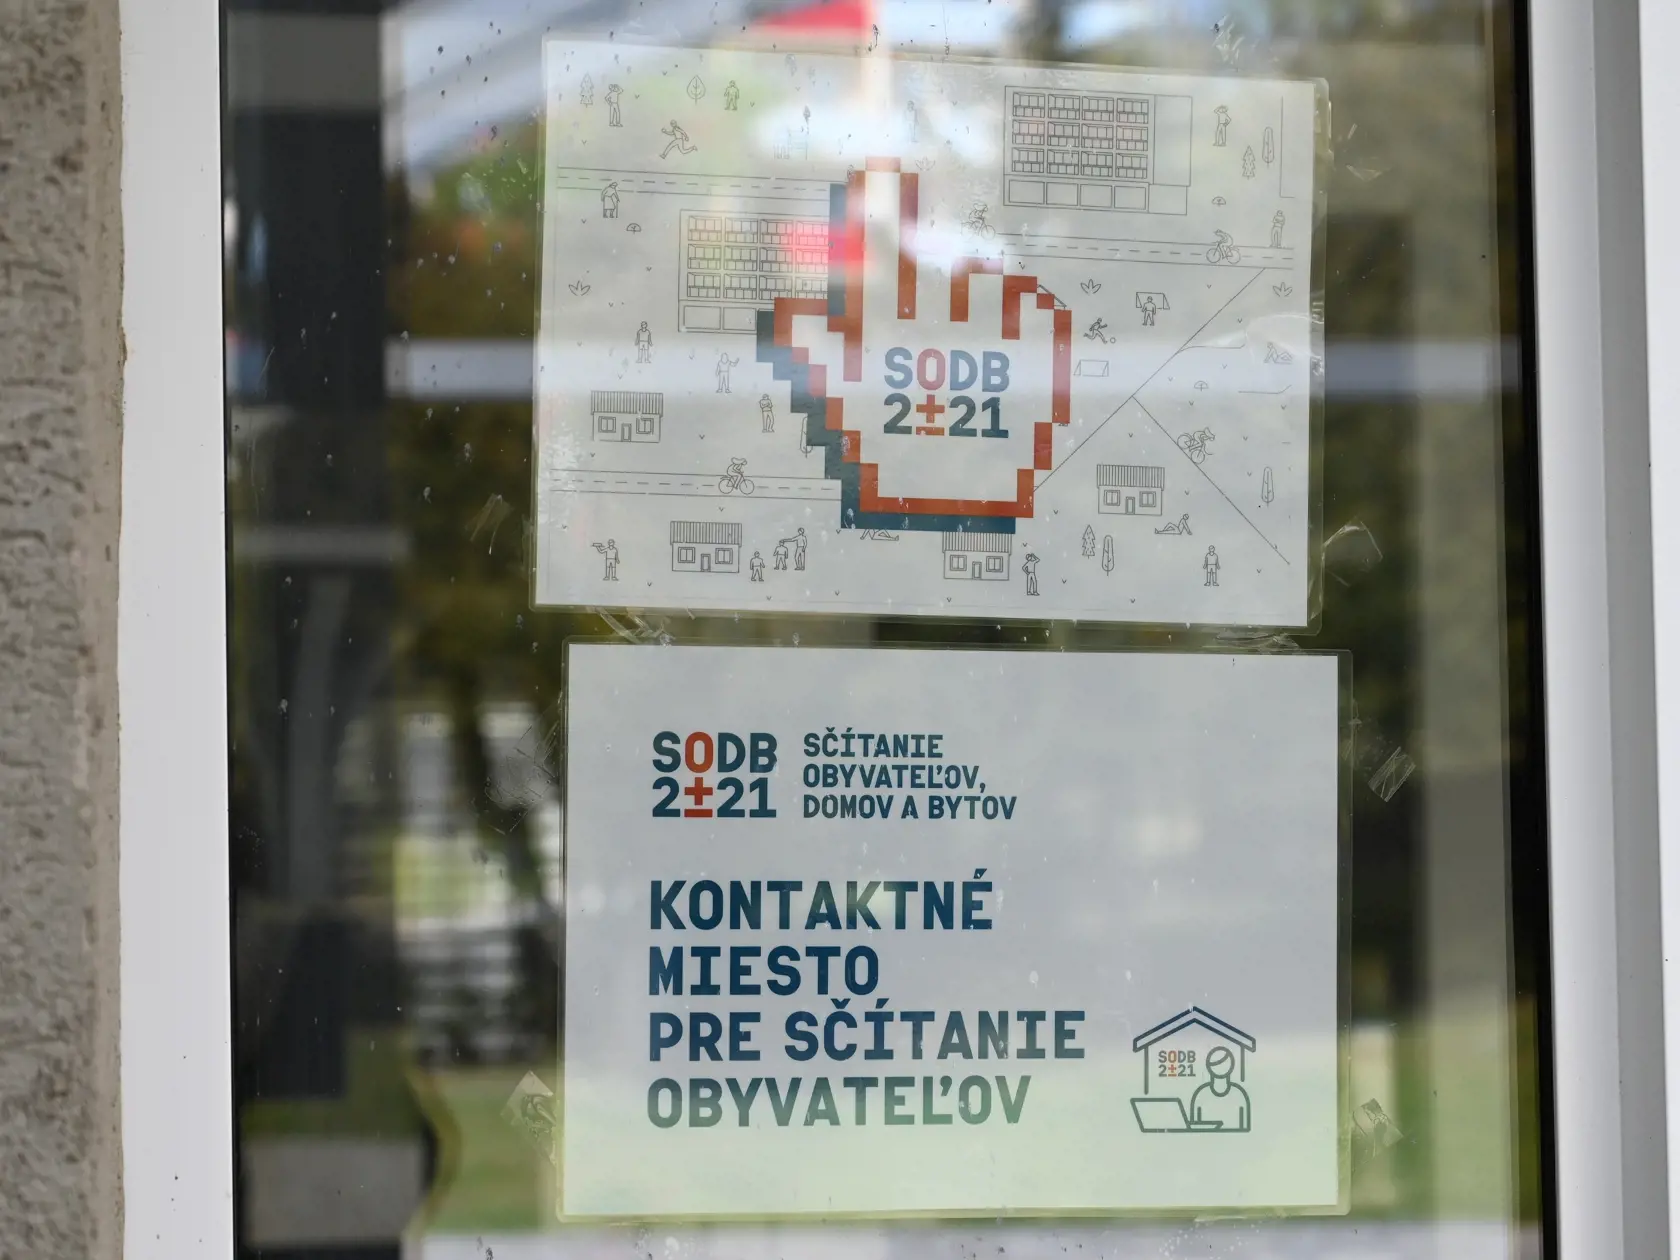 SODB
2±21
SODB
2±21
SČÍTANIE
OBYVATEĽOV,
DOMOV A BYTOV
KONTAKTNÉ
MIESTO
PRE SČÍTANIE
OBYVATEĽOV
SODB
2±21